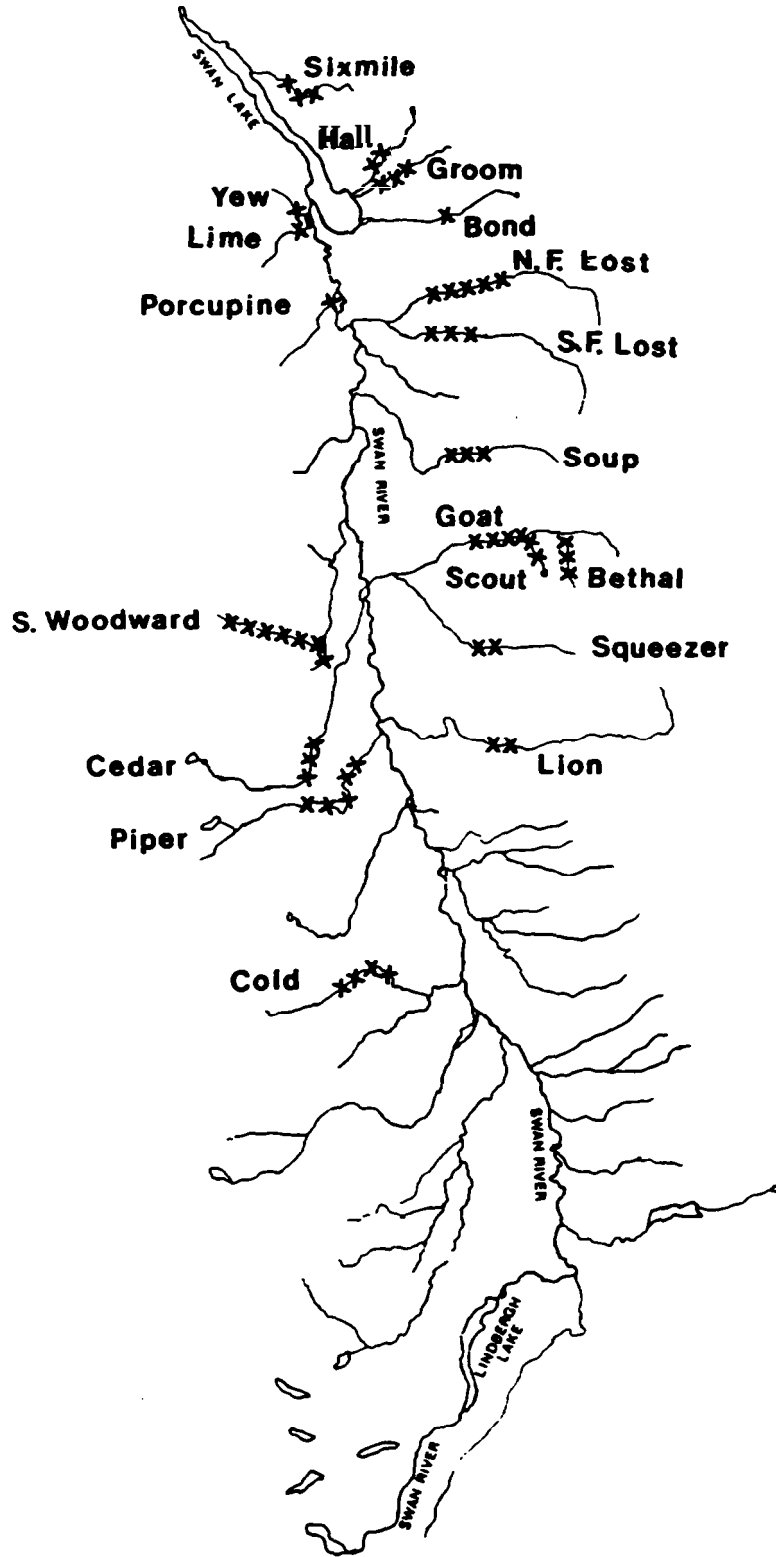 SWAN LAKE
Sixmile
Hall
Groom
Yew
Lime
Bond
N.F. Lost
Porcupine
S.F. Lost
SWAN RIVER
Soup
Goat
Scout
Bethal
S. Woodward
Squeezer
Cedar
Lion
Piper
Cold
SWAN RIVER
LINDBERGH
LAKE
SWAN RIVER